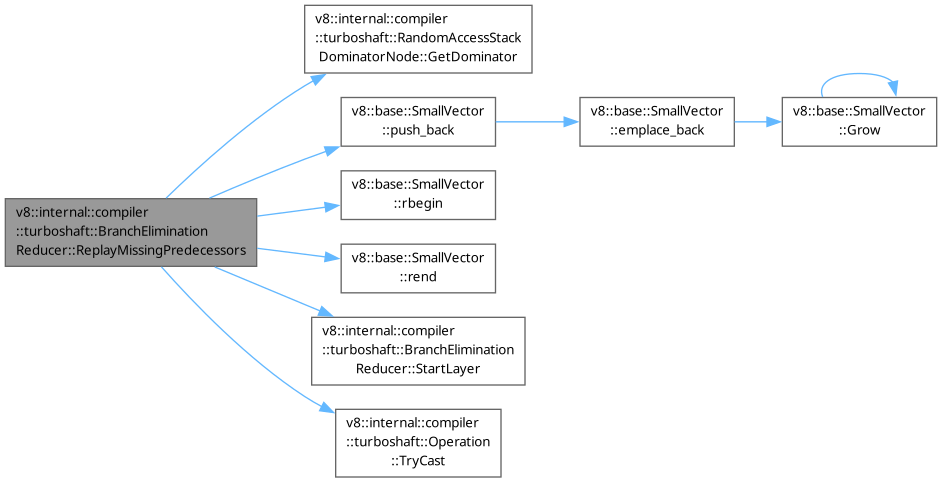 v8::internal::compiler
::turboshaft::RandomAccessStack
DominatorNode::GetDominator
v8::base::SmallVector
::push_back
v8::base::SmallVector
::emplace_back
v8::base::SmallVector
::Grow
v8::base::SmallVector
::rbegin
v8::internal::compiler
::turboshaft::BranchElimination
Reducer::ReplayMissingPredecessors
v8::base::SmallVector
::rend
v8::internal::compiler
::turboshaft::BranchElimination
Reducer::StartLayer
v8::internal::compiler
::turboshaft::Operation
::TryCast